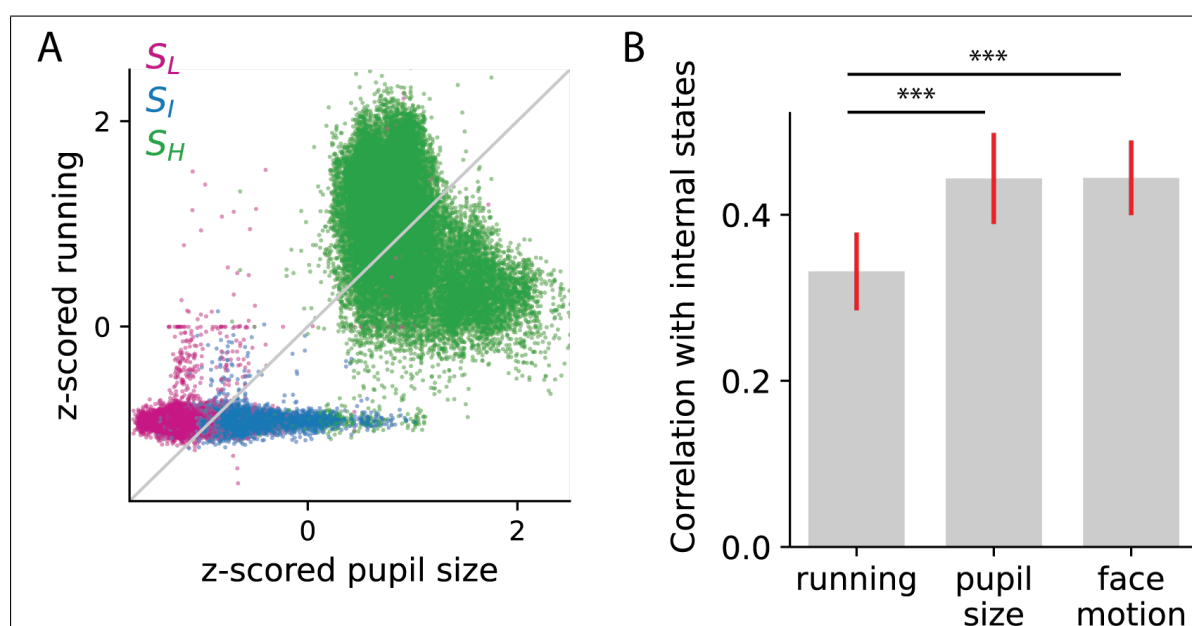 A
S_L
S_I
S_H
2
0
z-scored running
0
2
z-scored pupil size
B
***
***
0.4
0.2
0.0
Correlation with internal states
running
pupil
size
face
motion